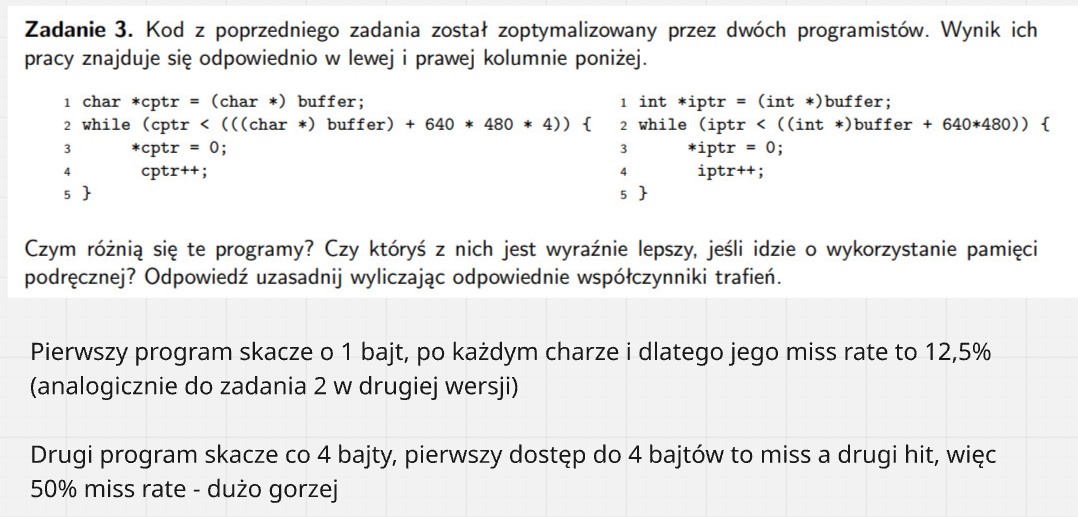 Zadanie 3. Kod z poprzedniego zadania został zoptymalizowany przez dwóch programistów. Wynik ich
pracy znajduje się odpowiednio w lewej i prawej kolumnie poniżej.
1 char *cptr = (char *) buffer;
2 while (cptr < (((char *) buffer) + 640 * 480 * 4)) {
3 *cptr = 0;
4 cptr++;
5 }
1 int *iptr = (int *)buffer;
2 while (iptr < ((int *)buffer + 640*480)) {
3 *iptr = 0;
4 iptr++;
5 }
Czym różnią się te programy? Czy któryś z nich jest wyraźnie lepszy, jeśli idzie o wykorzystanie pamięci
podręcznej? Odpowiedź uzasadnij wyliczając odpowiednie współczynniki trafień.
Pierwszy program skacze o 1 bajt, po każdym charze i dlatego jego miss rate to 12,5%
(analogicznie do zadania 2 w drugiej wersji)
Drugi program skacze co 4 bajty, pierwszy dostęp do 4 bajtów to miss a drugi hit, więc
50% miss rate - dużo gorzej